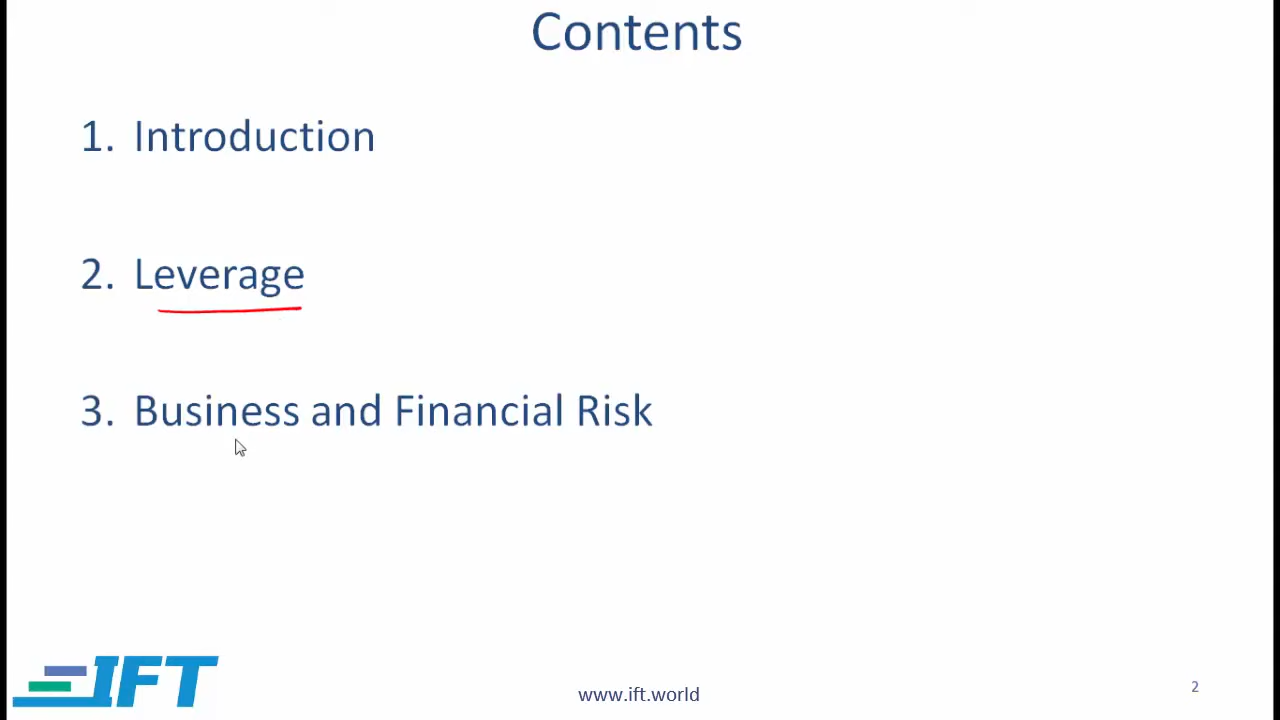 Contents
1. Introduction
2. Leverage
3. Business and Financial Risk
IFT
www.ift.world
2